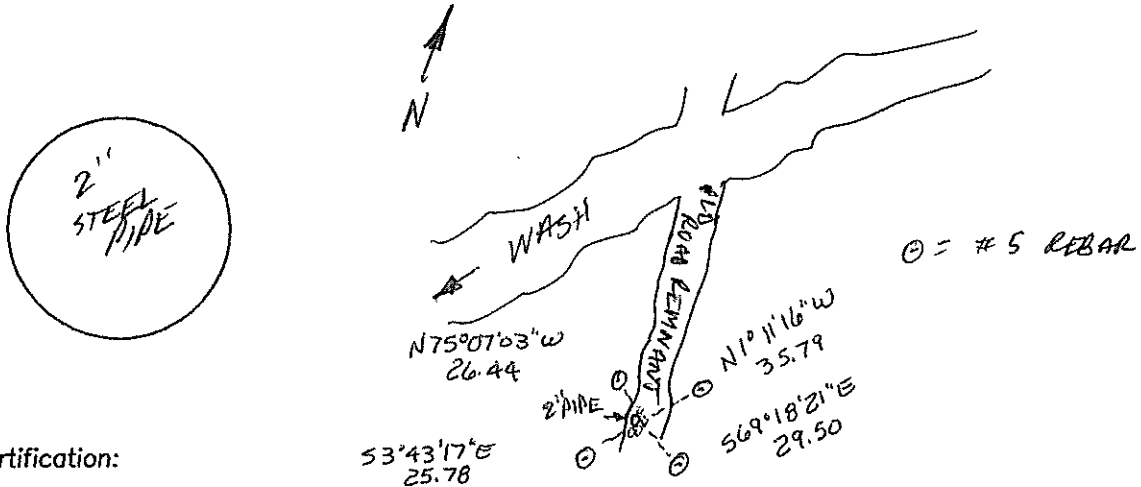 2"
STEEL
PIPE
N
WASH
OLD ROAD REMNANT
⊙ = #5 REBAR
N75°07'03"W
26.44
N1°11'16"W
35.79
2"PIPE
S69°18'21"E
29.50
S3°43'17"E
25.78
rtification: